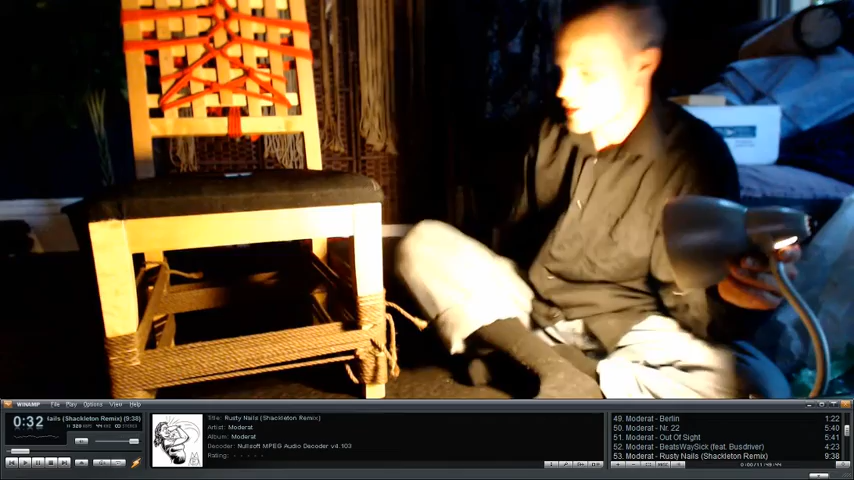 WINAMP File Play Options View Help
0:32 ails (Shackleton Remix) (9:38)
320 44
Title: Rusty Nails (Shackleton Remix)
Artist: Moderat
Album: Moderat
Decoder: Nullsoft MPEG Audio Decoder v4.103
Rating:
49. Moderat - Berlin 1:22
50. Moderat - Nr. 22 5:40
51. Moderat - Out Of Sight 5:41
52. Moderat - BeatsWaySick (feat. Busdriver) 4:23
53. Moderat - Rusty Nails (Shackleton Remix) 9:38